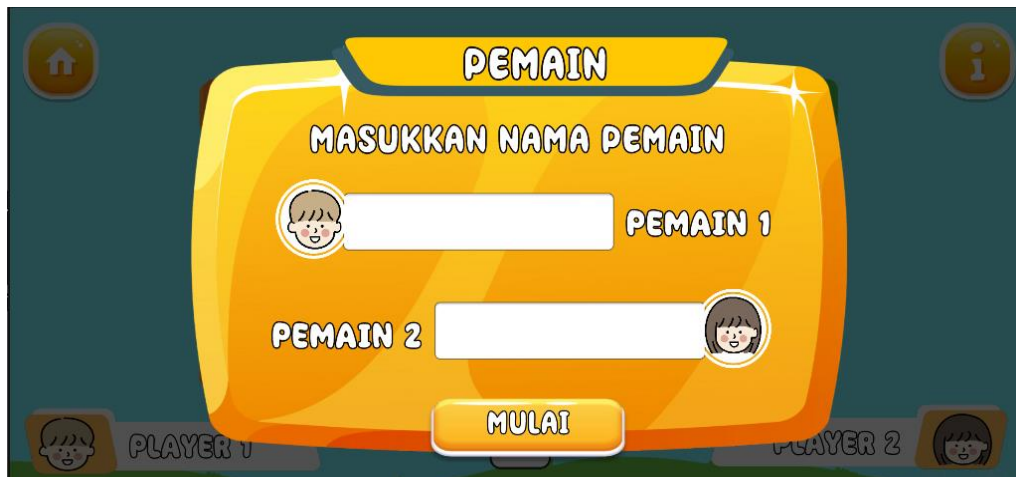 PEMAIN
MASUKKAN NAMA PEMAIN
PEMAIN 1
PEMAIN 2
MULAI
PLAYER 1
PLAYER 2